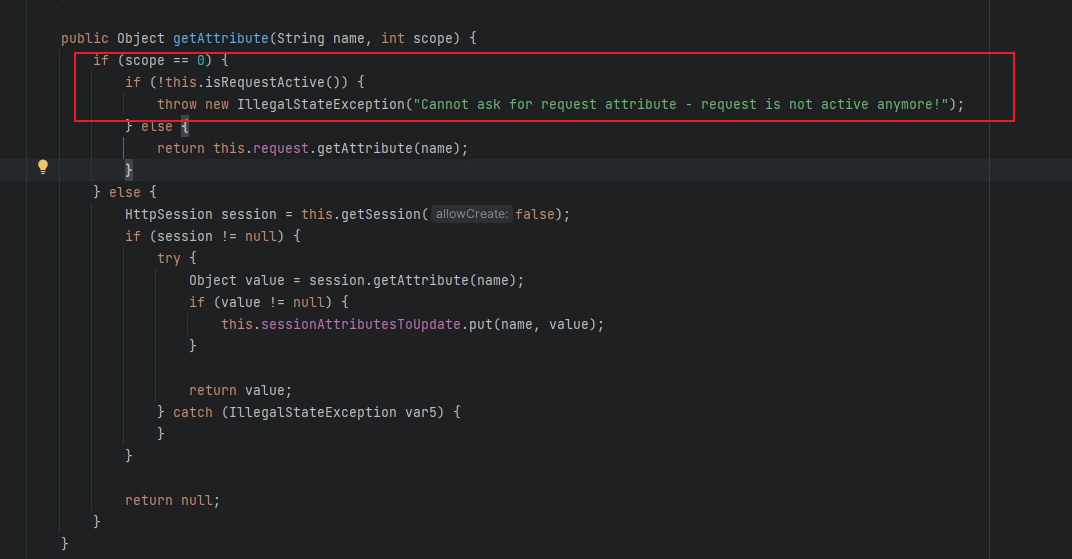 public Object getAttribute(String name, int scope) {
if (scope == 0) {
if (!this.isRequestActive()) {
throw new IllegalStateException("Cannot ask for request attribute - request is not active anymore!");
} else {
return this.request.getAttribute(name);
}
} else {
HttpSession session = this.getSession( allowCreate: false);
if (session != null) {
try {
Object value = session.getAttribute(name);
if (value != null) {
this.sessionAttributesToUpdate.put(name, value);
}
return value;
} catch (IllegalStateException var5) {
}
}
return null;
}
}